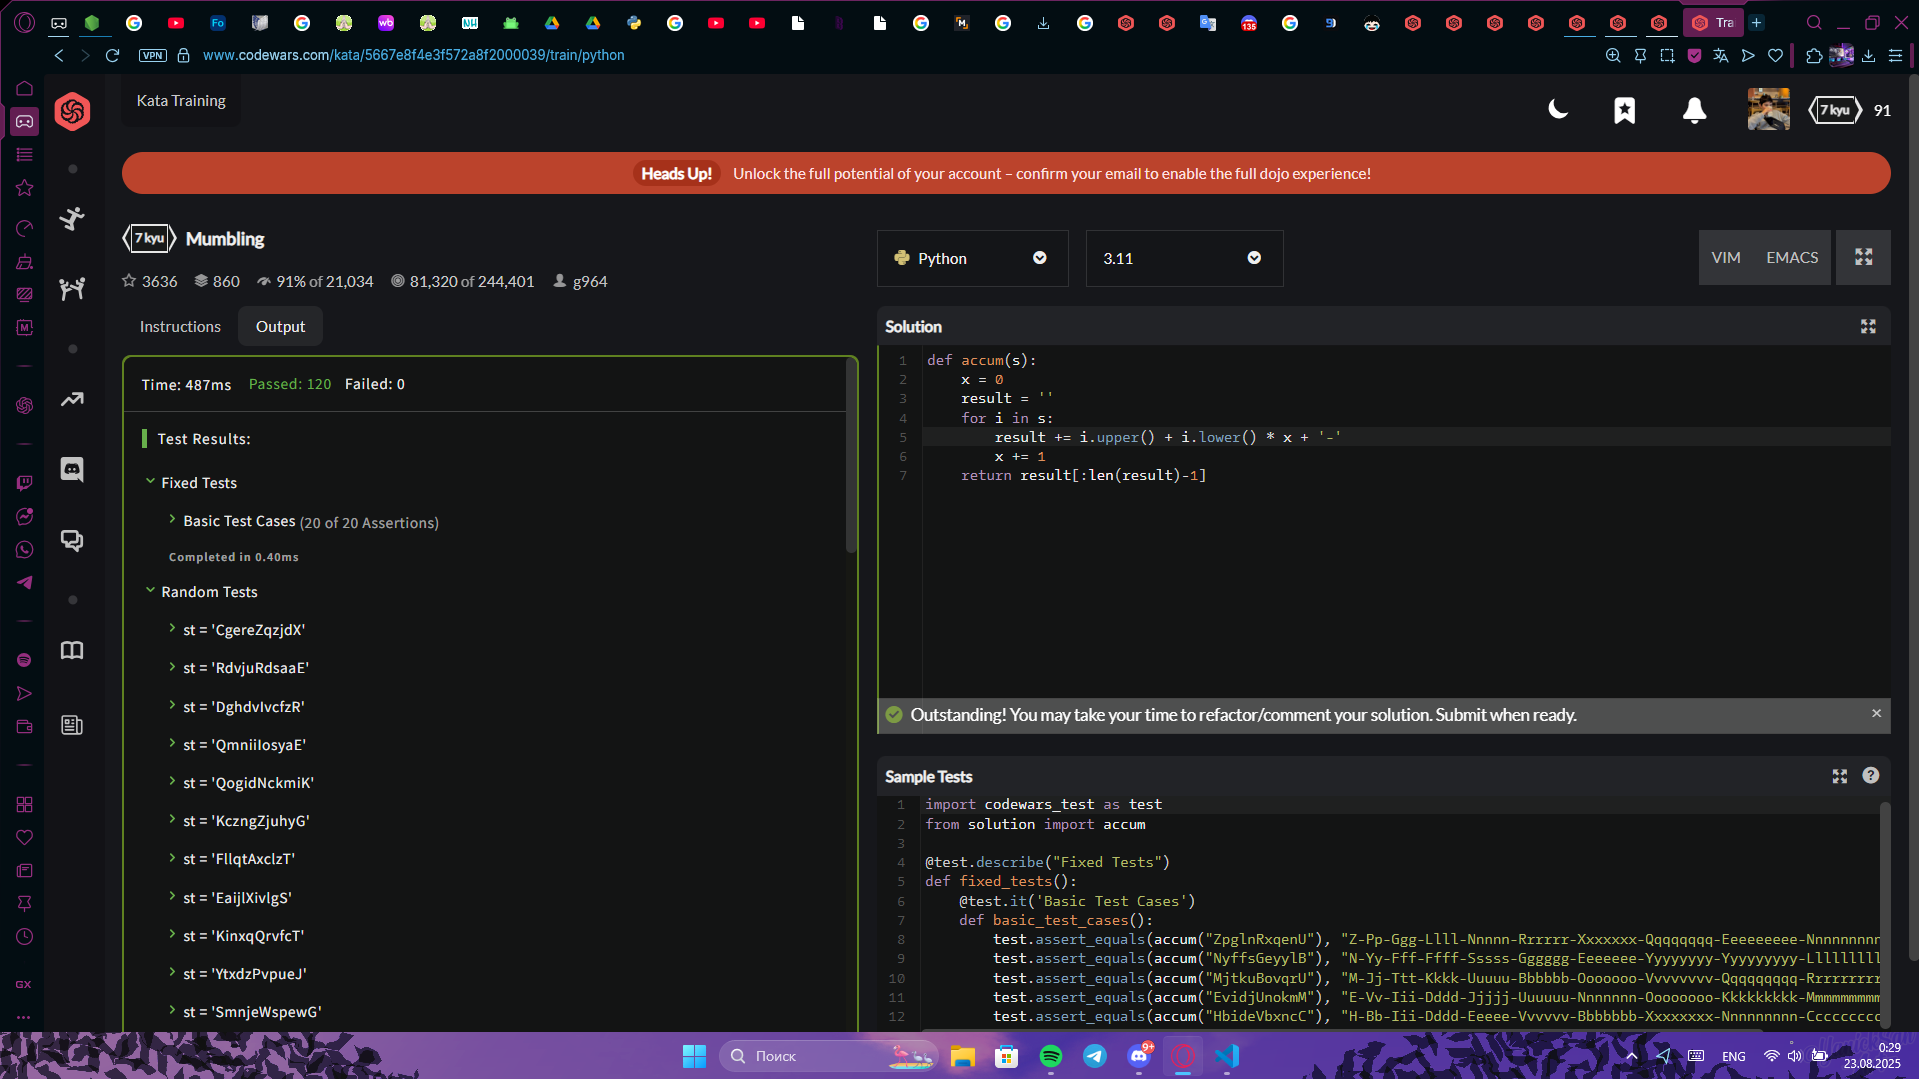 Tra
VPN
www.codewars.com/kata/5667e8f4e3f572a8f2000039/train/python
Kata Training
7 kyu
91
Heads Up! Unlock the full potential of your account – confirm your email to enable the full dojo experience!
7 kyu Mumbling
3636 860 91% of 21,034 81,320 of 244,401 g964
Instructions
Output
Time: 487ms Passed: 120 Failed: 0
Test Results:
Fixed Tests
Basic Test Cases (20 of 20 Assertions)
Completed in 0.40ms
Random Tests
st = 'CgereZqzjdX'
st = 'RdvjuRdsaaE'
st = 'DghdvIvcfzR'
st = 'QmniiIosyaE'
st = 'QogidNckmiK'
st = 'KczngZjuhyG'
st = 'FllqtAxclzT'
st = 'EaijlXivlgS'
st = 'KinxqQrvfcT'
st = 'YtxdzPvpueJ'
st = 'SmnjeWspewG'
Python
3.11
VIM EMACS
Solution
1 def accum(s):
2 x = 0
3 result = ''
4 for i in s:
5 result += i.upper() + i.lower() * x + '-'
6 x += 1
7 return result[:len(result)-1]
Outstanding! You may take your time to refactor/comment your solution. Submit when ready.
Sample Tests
1 import codewars_test as test
2 from solution import accum
3
4 @test.describe("Fixed Tests")
5 def fixed_tests():
6 @test.it('Basic Test Cases')
7 def basic_test_cases():
8 test.assert_equals(accum("ZpglnRxqenU"), "Z-Pp-Ggg-Llll-Nnnnn-Rrrrrr-Xxxxxxx-Qqqqqqqq-Eeeeeeeee-Nnnnnnnnn
9 test.assert_equals(accum("NyffsGeyylB"), "N-Yy-Fff-Ffff-Sssss-Gggggg-Eeeeeee-Yyyyyyyy-Yyyyyyyyy-Lllllllll
10 test.assert_equals(accum("MjtkuBovqrU"), "M-Jj-Ttt-Kkkk-Uuuuu-Bbbbbb-Ooooooo-Vvvvvvvv-Qqqqqqqqq-Rrrrrrrrr
11 test.assert_equals(accum("EvidjUnokmM"), "E-Vv-Iii-Dddd-Jjjjj-Uuuuuu-Nnnnnnn-Oooooooo-Kkkkkkkkk-Mmmmmmmmm
12 test.assert_equals(accum("HbideVbxncC"), "H-Bb-Iii-Dddd-Eeeee-Vvvvvv-Bbbbbbb-Xxxxxxxx-Nnnnnnnnn-Ccccccccc
GX
Поиск
9+
ENG
0:29
23.08.2025